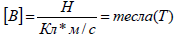 [B] = Н / (Кл * м / с) = тесла(Т)